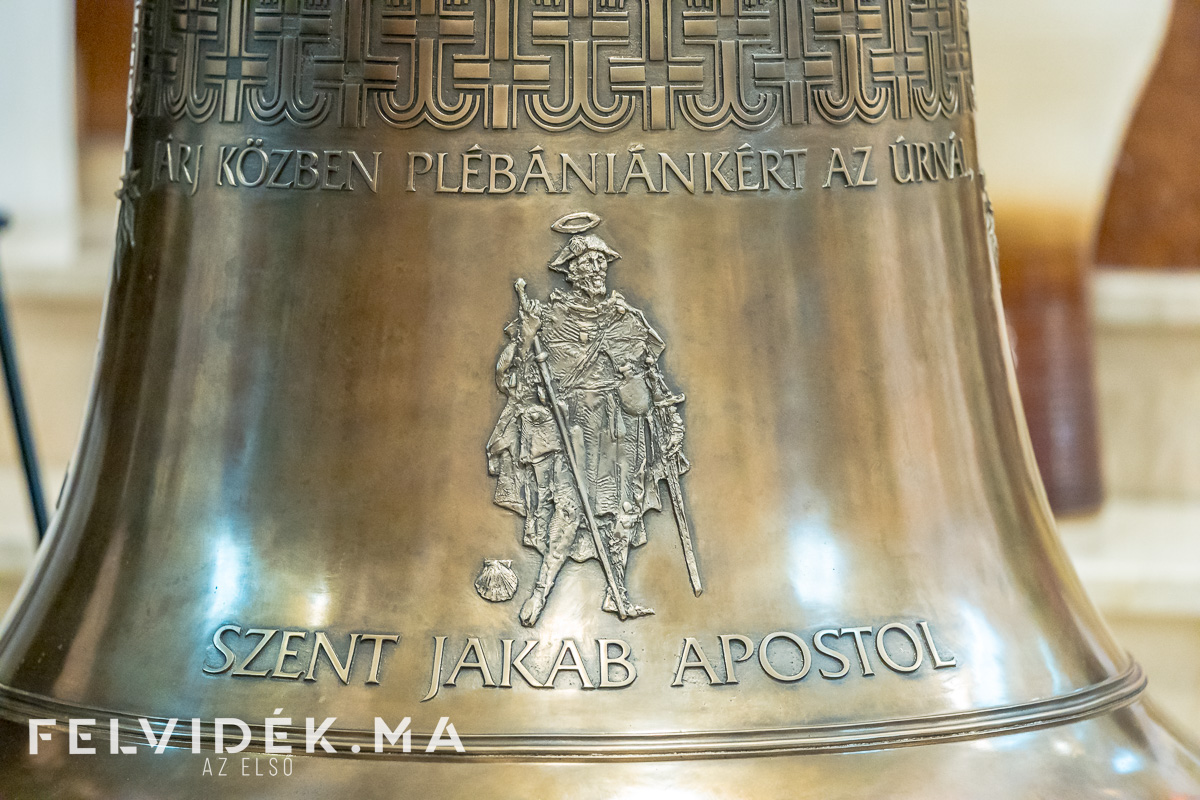 JÁRJ KÖZBEN PLÉBÁNIÁNKÉRT AZ ÚRNÁL
SZENT JAKAB APOSTOL
FELVIDÉK.MA
AZ ELSŐ